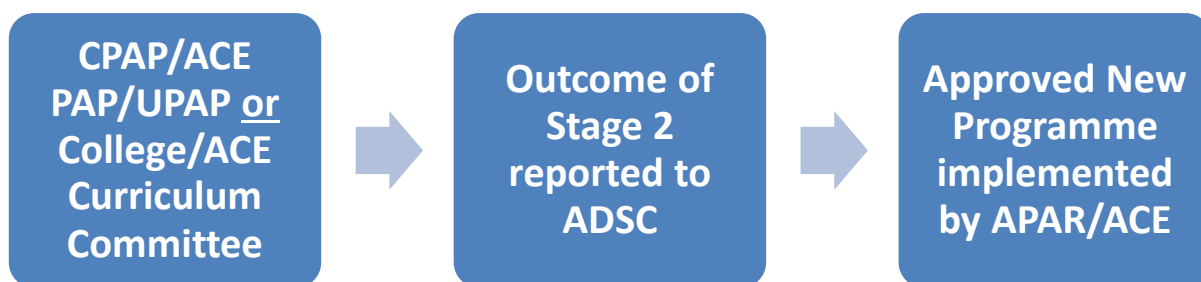 CPAP/ACE
PAP/UPAP or
College/ACE
Curriculum
Committee
Outcome of
Stage 2
reported to
ADSC
Approved New
Programme
implemented
by APAR/ACE